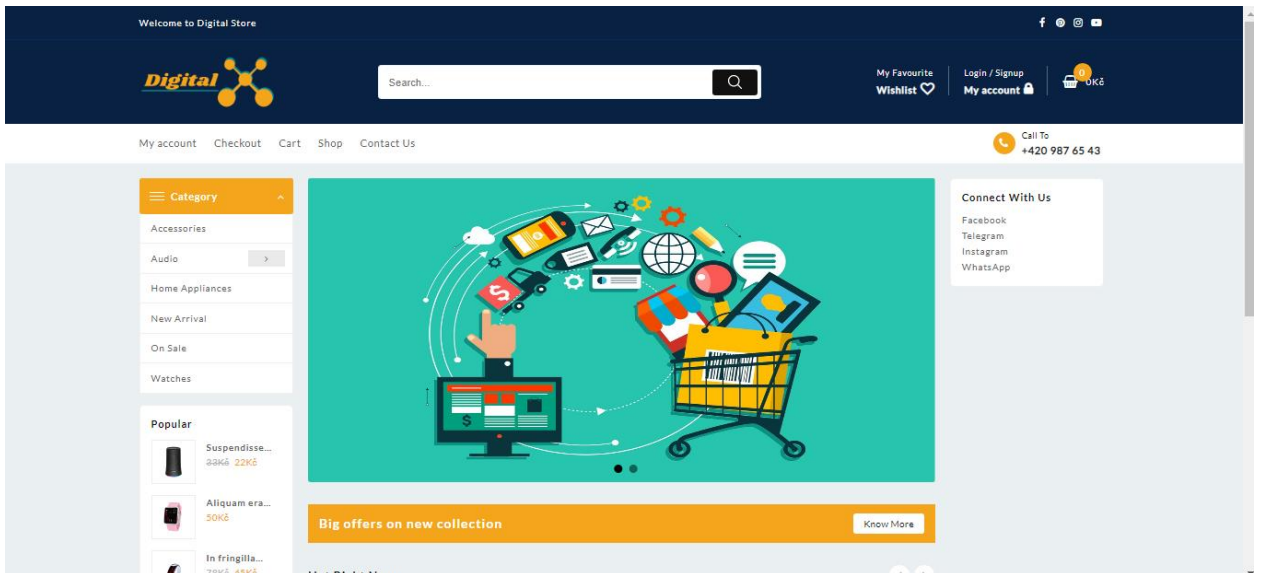 Welcome to Digital Store
Digital
Search...
My Favourite
Wishlist
Login / Signup
My account
0
0Kč
My account Checkout Cart Shop Contact Us
Call To
+420 987 65 43
Category
Accessories
Audio
Home Appliances
New Arrival
On Sale
Watches
$
$
Connect With Us
Facebook
Telegram
Instagram
WhatsApp
Popular
Suspendisse...
33Kč 22Kč
Aliquam era...
50Kč
In fringilla...
Big offers on new collection
Know More